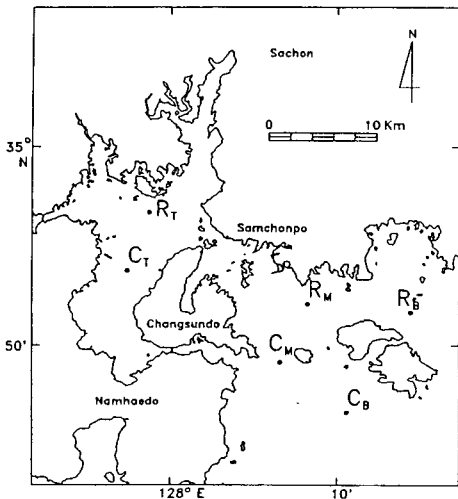 Sachon
N
0 10 Km
35°
N
R_T
Samchonpo
C_T
R_M
R_B
Changsundo
50'
C_M
C_B
Namhaedo
128° E 10'